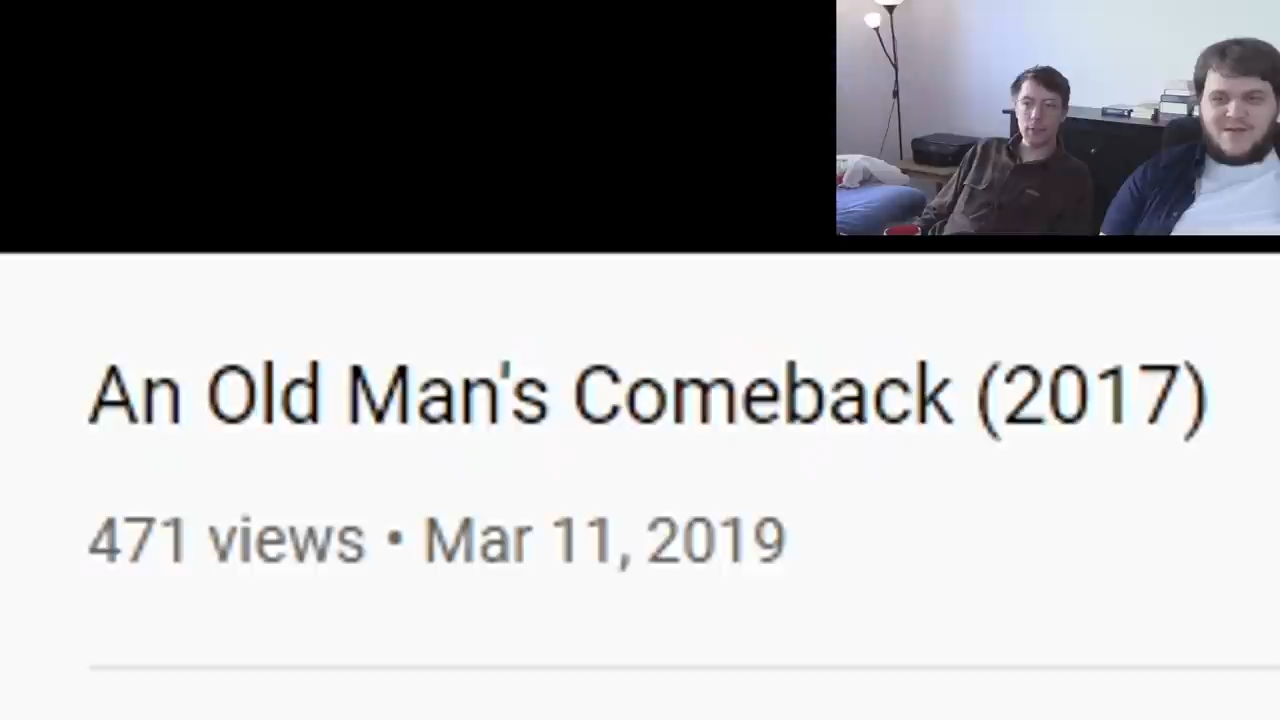 An Old Man's Comeback (2017)
471 views • Mar 11, 2019